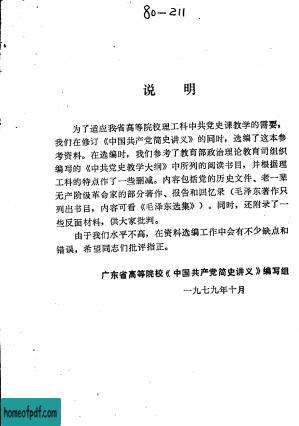 80-211
说 明
为了适应我省高等院校理工科中共党史课教学的需要，
我们在修订《中国共产党简史讲义》的同时，选编了这本参
考资料。在选编时，我们参考了教育部政治理论教育司组织
编写的《中共党史教学大纲》中所列的阅读书目，并根据理
工科的特点作了一些删减。内容包括党的历史文件、老一辈
无产阶级革命家的部分著作、报告和回忆录（毛泽东著作只
列出书目，内容可看《毛泽东选集》）。同时，还附录了一
些反面材料，供大家批判。
由于我们水平不高，在资料选编工作中会有不少缺点和
错误，希望同志们批评指正。
广东省高等院校《中国共产党简史讲义》编写组
一九七九年十月
homeofpdf.com
homeofpdf.com